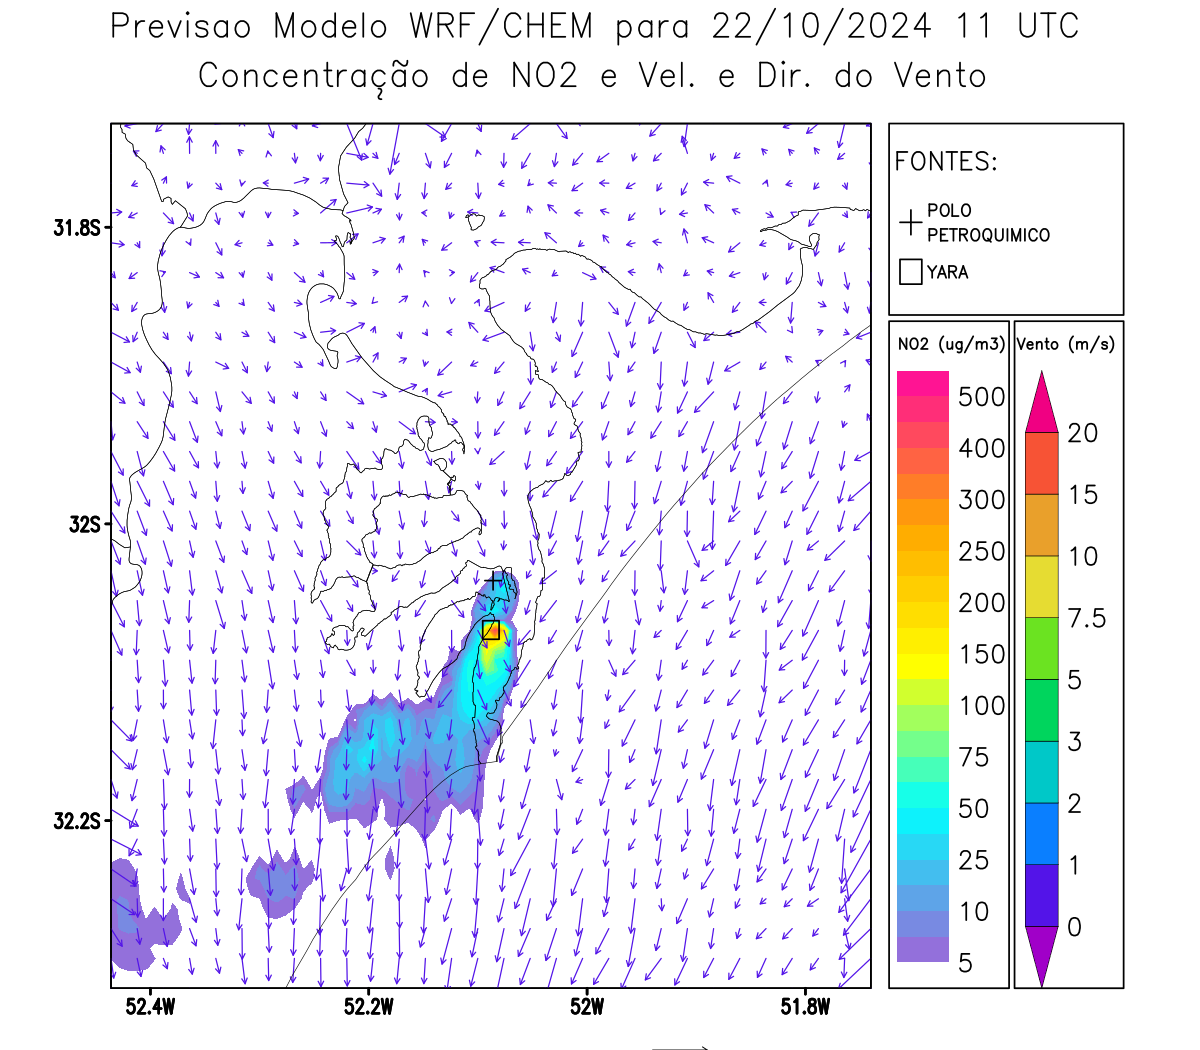 Previsao Modelo WRF/CHEM para 22/10/2024 11 UTC
Concentração de NO2 e Vel. e Dir. do Vento
FONTES:
POLO
PETROQUIMICO
YARA
NO2 (ug/m3)
500
400
300
250
200
150
100
75
50
25
10
5
Vento (m/s)
20
15
10
7.5
5
3
2
1
0
31.8S
32S
32.2S
52.4W
52.2W
52W
51.8W